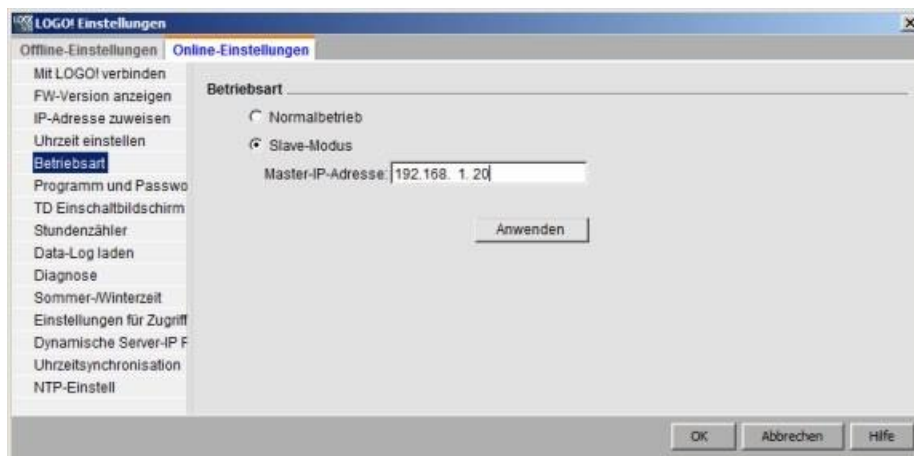 LOGO! Einstellungen
Offline-Einstellungen Online-Einstellungen
Mit LOGO! verbinden
FW-Version anzeigen
IP-Adresse zuweisen
Uhrzeit einstellen
Betriebsart
Programm und Passwo
TD Einschaltbildschirm
Stundenzähler
Data-Log laden
Diagnose
Sommer-/Winterzeit
Einstellungen für Zugriff
Dynamische Server-IP F
Uhrzeitsynchronisation
NTP-Einstell
Betriebsart
Normalbetrieb
Slave-Modus
Master-IP-Adresse: 192.168. 1. 20
Anwenden
OK Abbrechen Hilfe